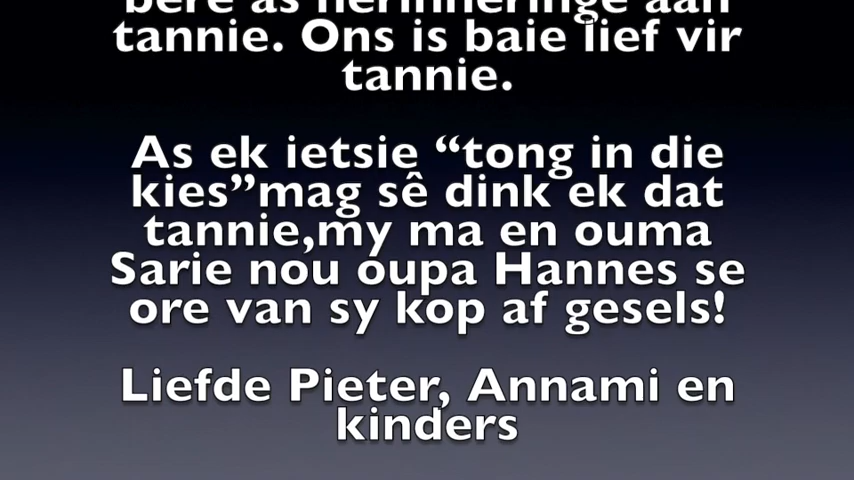 bêre as herinneringe aan
tannie. Ons is baie lief vir
tannie.
As ek ietsie “tong in die
kies”mag sê dink ek dat
tannie,my ma en ouma
Sarie nou oupa Hannes se
ore van sy kop af gesels!
Liefde Pieter, Annami en
kinders